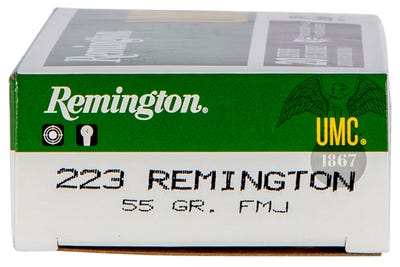 Remington®
UMC®
1867
223 REMINGTON
55 GR. FMJ